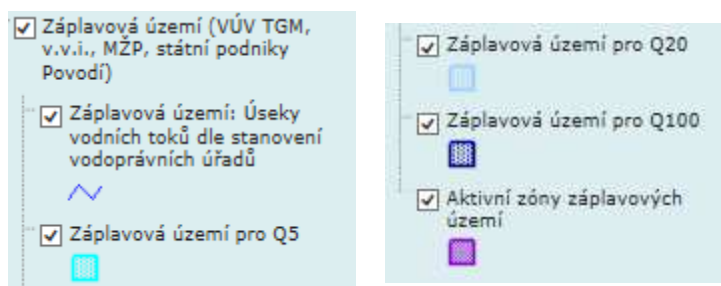 Záplavová území (VÚV TGM,
v.v.i., MŽP, státní podniky
Povodí)
Záplavová území: Úseky
vodních toků dle stanovení
vodoprávních úřadů
Záplavová území pro Q5
Záplavová území pro Q20
Záplavová území pro Q100
Aktivní zóny záplavových
území